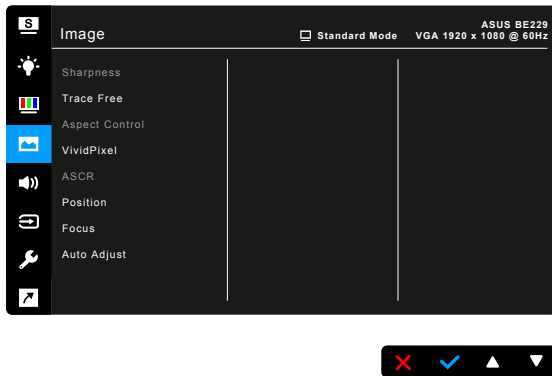 S
Image
Standard Mode
ASUS BE229
VGA 1920 x 1080 @ 60Hz
Sharpness
Trace Free
Aspect Control
VividPixel
ASCR
Position
Focus
Auto Adjust